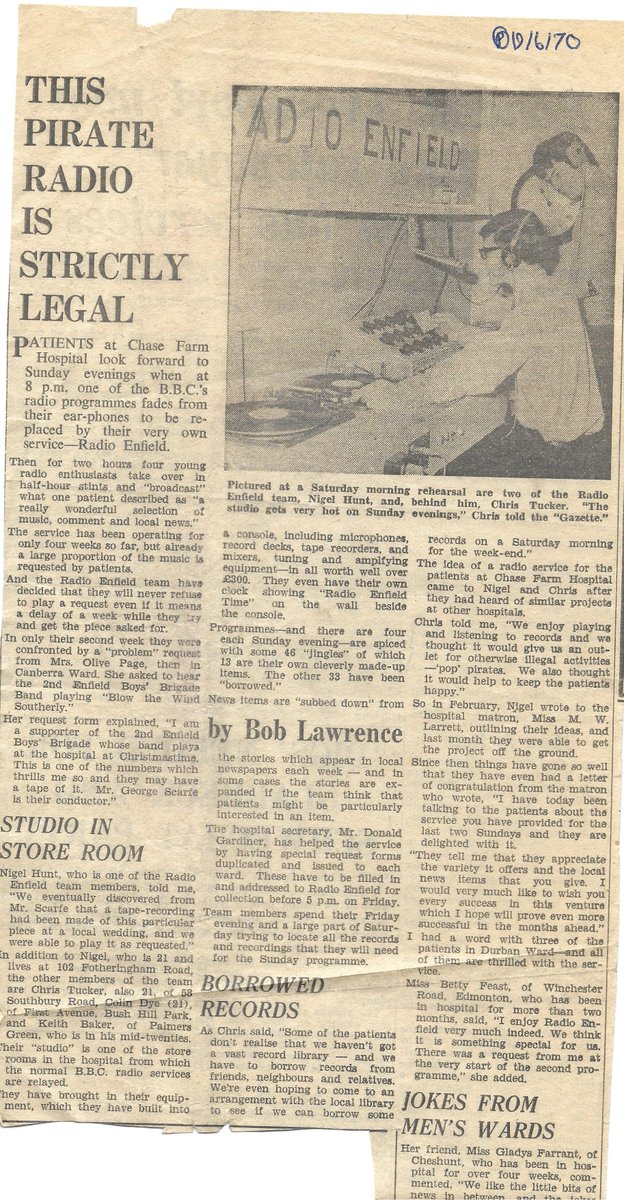 19/6/70
THIS
PIRATE
RADIO
IS
STRICTLY
LEGAL
ADIO ENFIELD
PATIENTS at Chase Farm
Hospital look forward to
Sunday evenings when at
8 p.m. one of the B.B.C.'s
radio programmes fades from
their ear-phones to be re-
placed by their very own
service—Radio Enfield.
Then for two hours four young
radio enthusiasts take over in
half-hour stints and "broadcast"
what one patient described as "a
really wonderful selection of
music, comment and local news."
The service has been operating for
only four weeks so far, but already
a large proportion of the music is
requested by patients.
And the Radio Enfield team have
decided that they will never refuse
to play a request even if it means
a delay of a week while they try
and get the piece asked for.
In only their second week they were
confronted by a "problem" request
from Mrs. Olive Page, then in
Canberra Ward. She asked to hear
the 2nd Enfield Boys' Brigade
Band playing "Blow the Wind
Southerly."
Her request form explained, "I am
a supporter of the 2nd Enfield
Boys' Brigade whose band plays
at the hospital at Christmastime.
This is one of the numbers which
thrills me so and they may have
a tape of it. Mr. George Scarfe
is their conductor."
STUDIO IN
STORE ROOM
Nigel Hunt, who is one of the Radio
Enfield team members, told me,
"We eventually discovered from
Mr. Scarfe that a tape-recording
had been made of this particular
piece at a local wedding, and we
were able to play it as requested."
In addition to Nigel, who is 21 and
lives at 102 Fotheringham Road,
the other members of the team
are Chris Tucker, also 21, of 58
Southbury Road, Colin Dye (21),
of First Avenue, Bush Hill Park,
and Keith Baker, of Palmers
Green, who is in his mid-twenties.
Their "studio" is one of the store
rooms in the hospital from which
the normal B.B.C. radio services
are relayed.
They have brought in their equip-
ment, which they have built into
Pictured at a Saturday morning rehearsal are two of the Radio
Enfield team, Nigel Hunt, and, behind him, Chris Tucker. "The
studio gets very hot on Sunday evenings," Chris told the "Gazette."
a console, including microphones,
record decks, tape recorders, and
mixers, tuning and amplifying
equipment—in all worth well over
£300. They even have their own
clock showing "Radio Enfield
Time" on the wall beside
the console.
Programmes—and there are four
each Sunday evening—are spiced
with some 46 "jingles" of which
13 are their own cleverly made-up
items. The other 33 have been
"borrowed."
News items are "subbed down" from
by Bob Lawrence
the stories which appear in local
newspapers each week — and in
some cases the stories are ex-
panded if the team think that
patients might be particularly
interested in an item.
The hospital secretary, Mr. Donald
Gardiner, has helped the service
by having special request forms
duplicated and issued to each
ward. These have to be filled in
and addressed to Radio Enfield for
collection before 5 p.m. on Friday.
Team members spend their Friday
evening and a large part of Satur-
day trying to locate all the records
and recordings that they will need
for the Sunday programme.
BORROWED
RECORDS
As Chris said, "Some of the patients
don't realise that we haven't got
a vast record library — and we
have to borrow records from
friends, neighbours and relatives.
We're even hoping to come to an
arrangement with the local library
to see if we can borrow some
records on a Saturday morning
for the week-end."
The idea of a radio service for the
patients at Chase Farm Hospital
came to Nigel and Chris after
they had heard of similar projects
at other hospitals.
Chris told me, "We enjoy playing
and listening to records and we
thought it would give us an out-
let for otherwise illegal activities
—'pop' pirates. We also thought
it would help to keep the patients
happy."
So in February, Nigel wrote to the
hospital matron, Miss M. W.
Larrett, outlining their ideas, and
last month they were able to get
the project off the ground.
Since then things have gone so well
that they have even had a letter
of congratulation from the matron
who wrote, "I have today been
talking to the patients about the
service you have provided for the
last two Sundays and they are
delighted with it.
"They tell me that they appreciate
the variety it offers and the local
news items that you give. I
would very much like to wish you
every success in this venture
which I hope will prove even more
successful in the months ahead."
I had a word with three of the
patients in Durban Ward—and all
of them are thrilled with the ser-
vice.
Miss Betty Feast, of Winchester
Road, Edmonton, who has been
in hospital for more than two
months, said, "I enjoy Radio En-
field very much indeed. We think
it is something special for us.
There was a request from me at
the very start of the second pro-
gramme," she added.
JOKES FROM
MEN'S WARDS
Her friend, Miss Gladys Farrant, of
Cheshunt, who has been in hos-
pital for over four weeks, com-
mented, "We like the little bits of
news in between, and the jokes